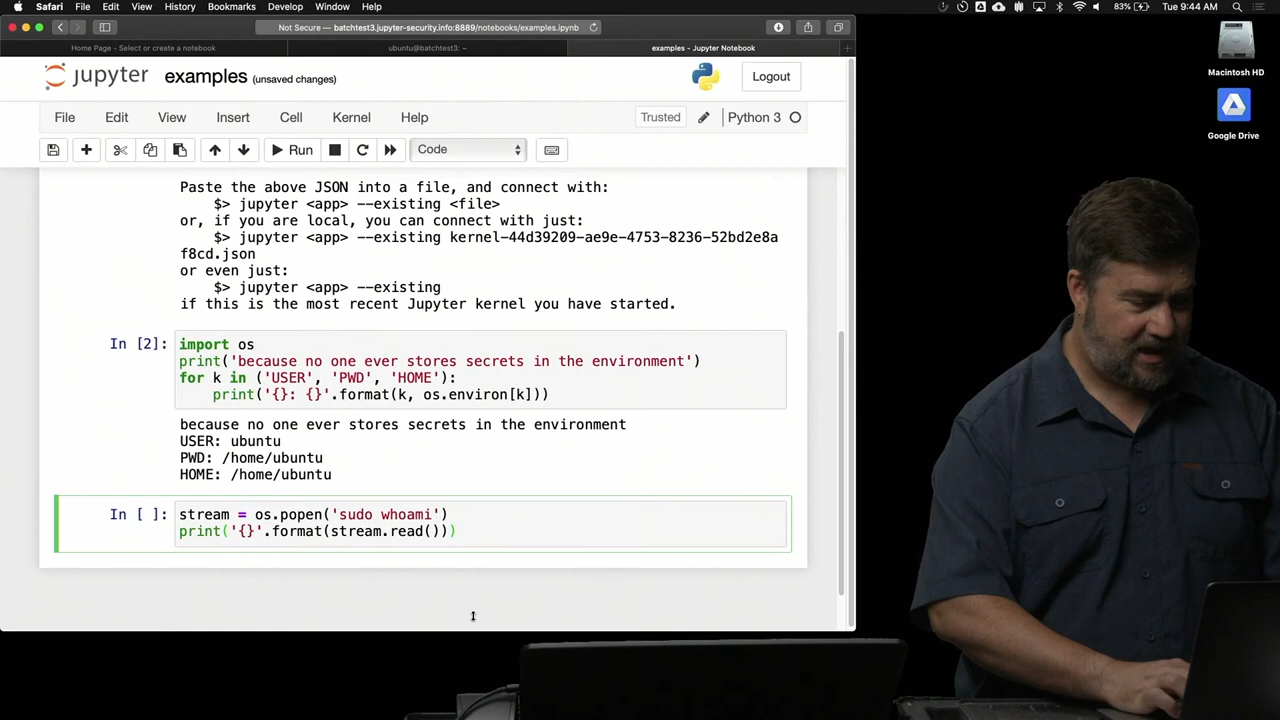 Safari File Edit View History Bookmarks Develop Window Help 83% Tue 9:44 AM
Not Secure — batchtest3.jupyter-security.info:8889/notebooks/examples.ipynb
Home Page - Select or create a notebook ubuntu@batchtest3: ~ examples - Jupyter Notebook
jupyter examples (unsaved changes) Logout
File Edit View Insert Cell Kernel Help Trusted Python 3
Run Code
Paste the above JSON into a file, and connect with:
$> jupyter <app> --existing <file>
or, if you are local, you can connect with just:
$> jupyter <app> --existing kernel-44d39209-ae9e-4753-8236-52bd2e8a
f8cd.json
or even just:
$> jupyter <app> --existing
if this is the most recent Jupyter kernel you have started.
In [2]: import os
print('because no one ever stores secrets in the environment')
for k in ('USER', 'PWD', 'HOME'):
print('{}: {}'.format(k, os.environ[k]))
because no one ever stores secrets in the environment
USER: ubuntu
PWD: /home/ubuntu
HOME: /home/ubuntu
In [ ]: stream = os.popen('sudo whoami')
print('{}'.format(stream.read()))
Macintosh HD
Google Drive